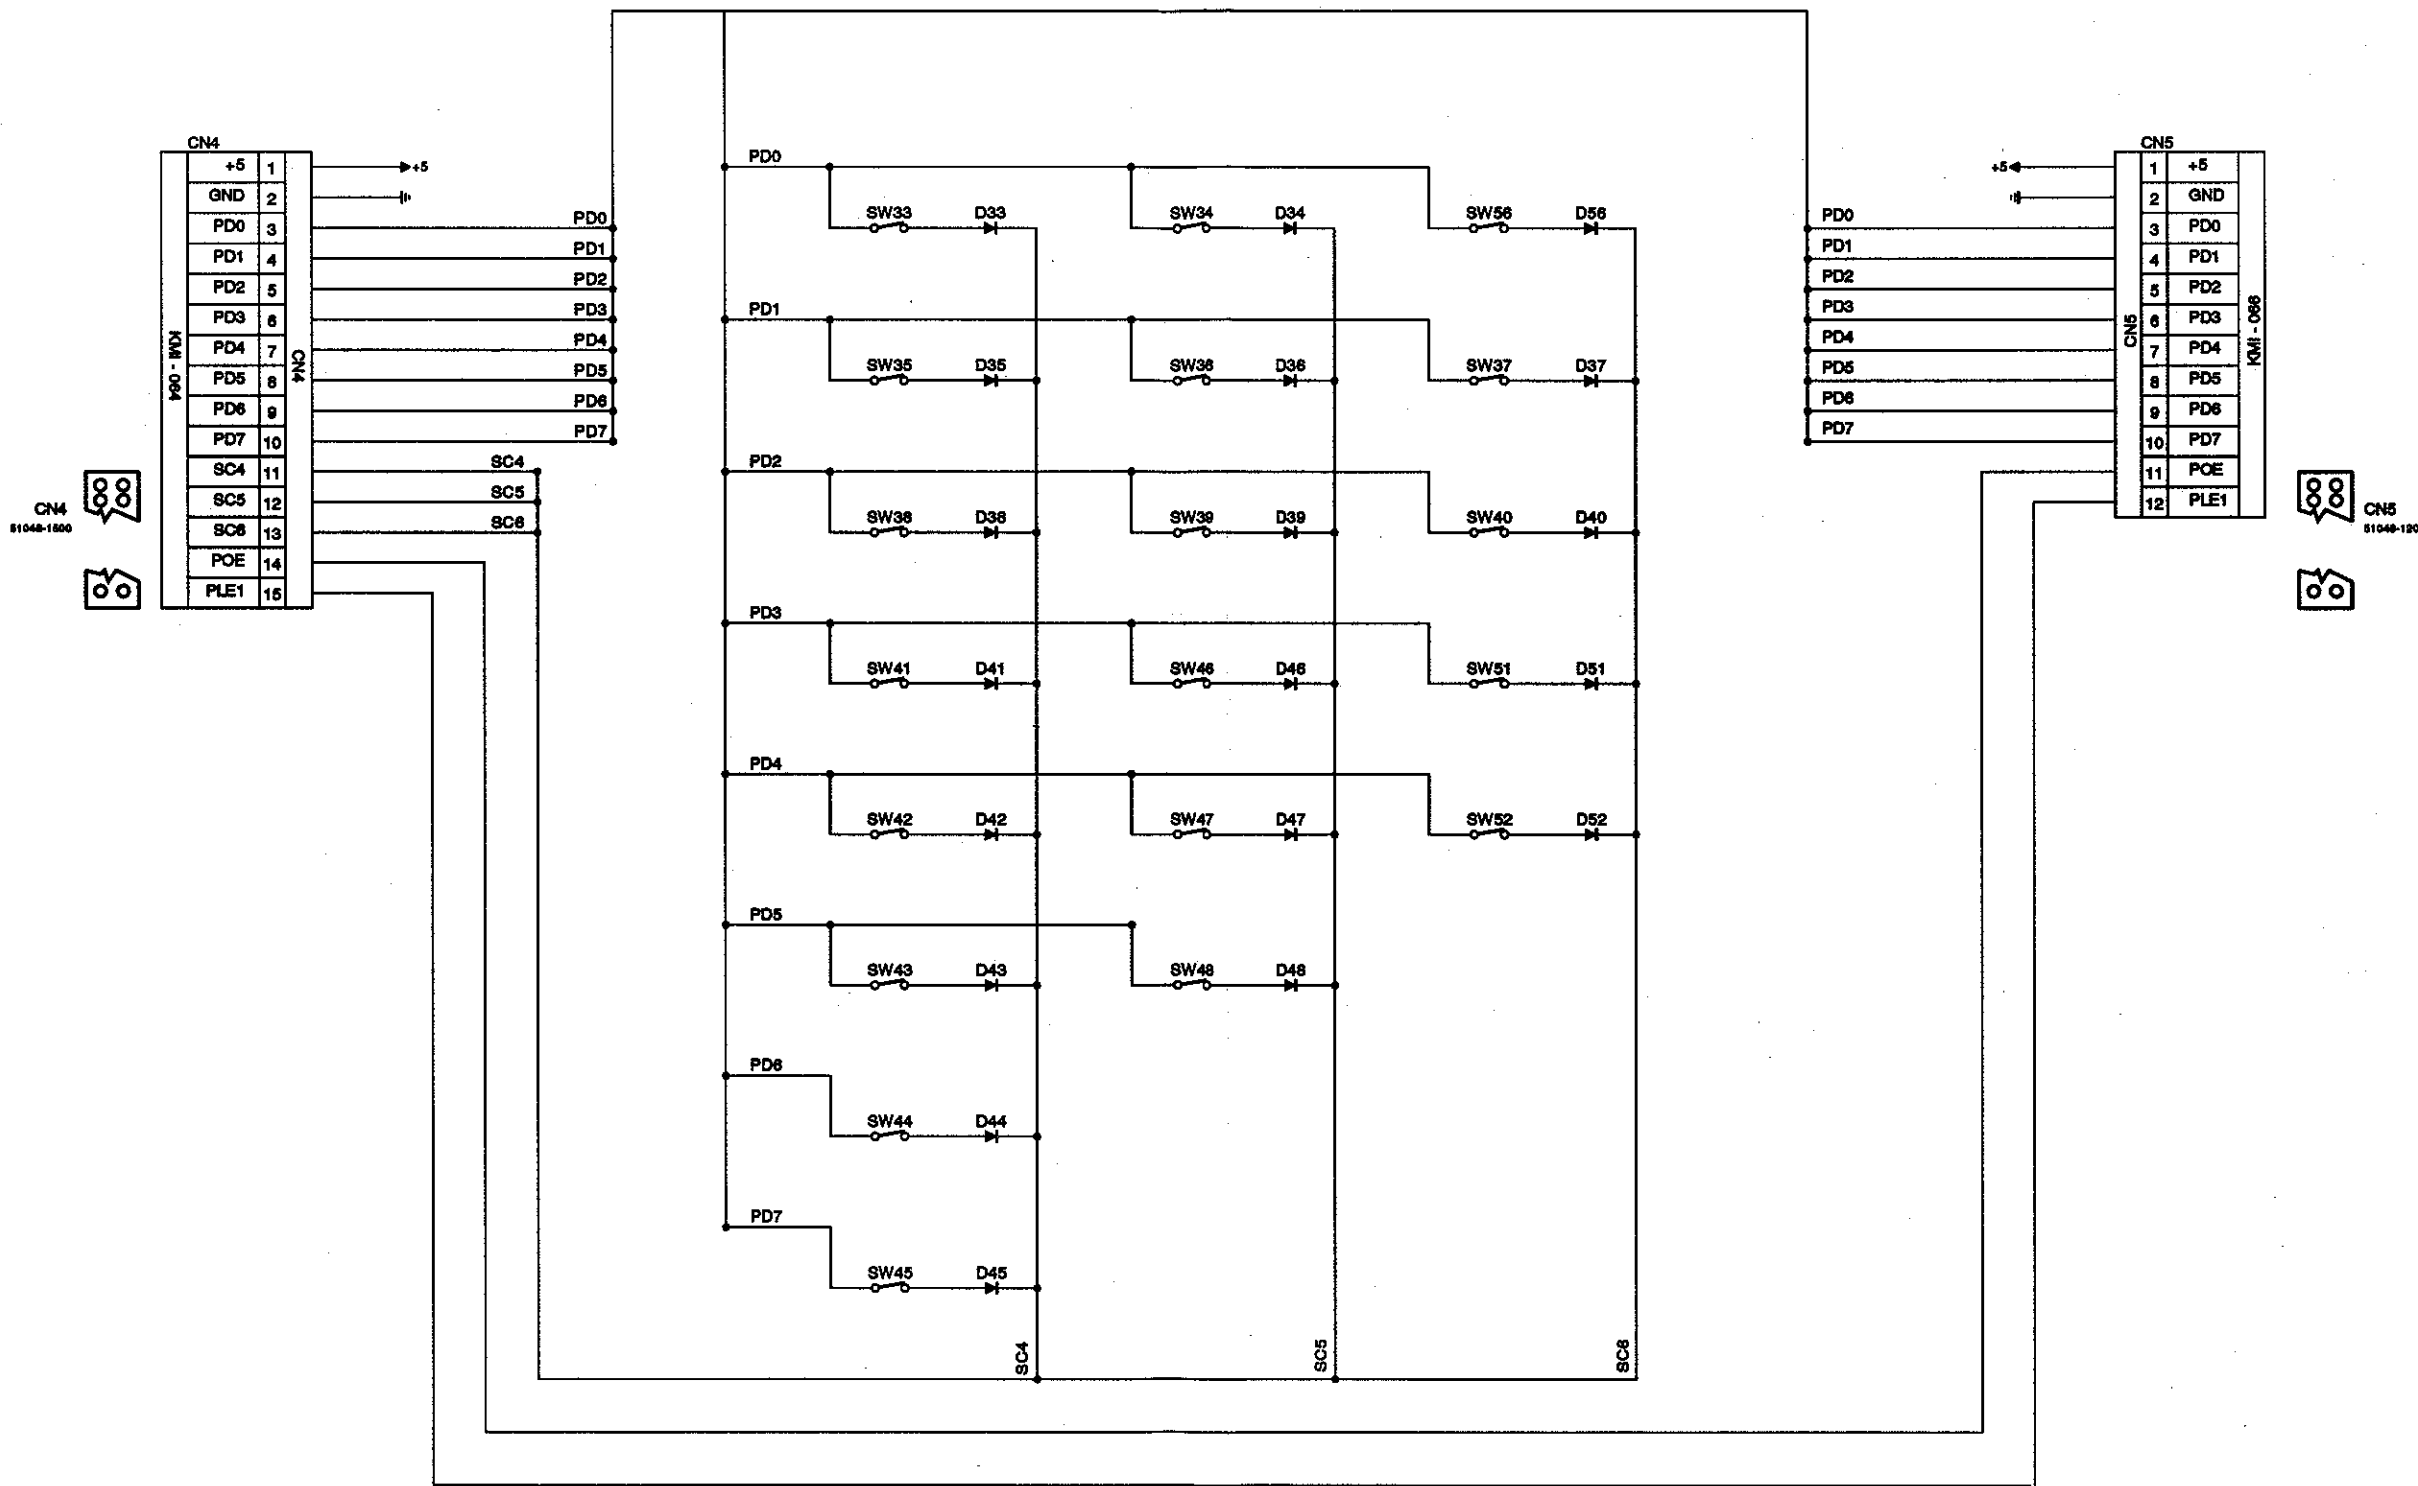 CN4
+5 1
GND 2
PD0 3
PD1 4
PD2 5
PD3 6
PD4 7
PD5 8
PD6 9
PD7 10
SC4 11
SC5 12
SC6 13
POE 14
PLE1 15
KMI - 064
CN4
+5
PD0
PD1
PD2
PD3
PD4
PD5
PD6
PD7
SC4
SC5
SC6
CN4
51048-1500
PD0
SW33 D33 SW34 D34 SW56 D56
PD1
SW35 D35 SW36 D36 SW37 D37
PD2
SW38 D38 SW39 D39 SW40 D40
PD3
SW41 D41 SW46 D46 SW51 D51
PD4
SW42 D42 SW47 D47 SW52 D52
PD5
SW43 D43 SW48 D48
PD6
SW44 D44
PD7
SW45 D45
SC4 SC5 SC6
+5
PD0
PD1
PD2
PD3
PD4
PD5
PD6
PD7
CN5
1 +5
2 GND
3 PD0
4 PD1
5 PD2
6 PD3
7 PD4
8 PD5
9 PD6
10 PD7
11 POE
12 PLE1
CN5
KMI - 066
CN5
51048-120